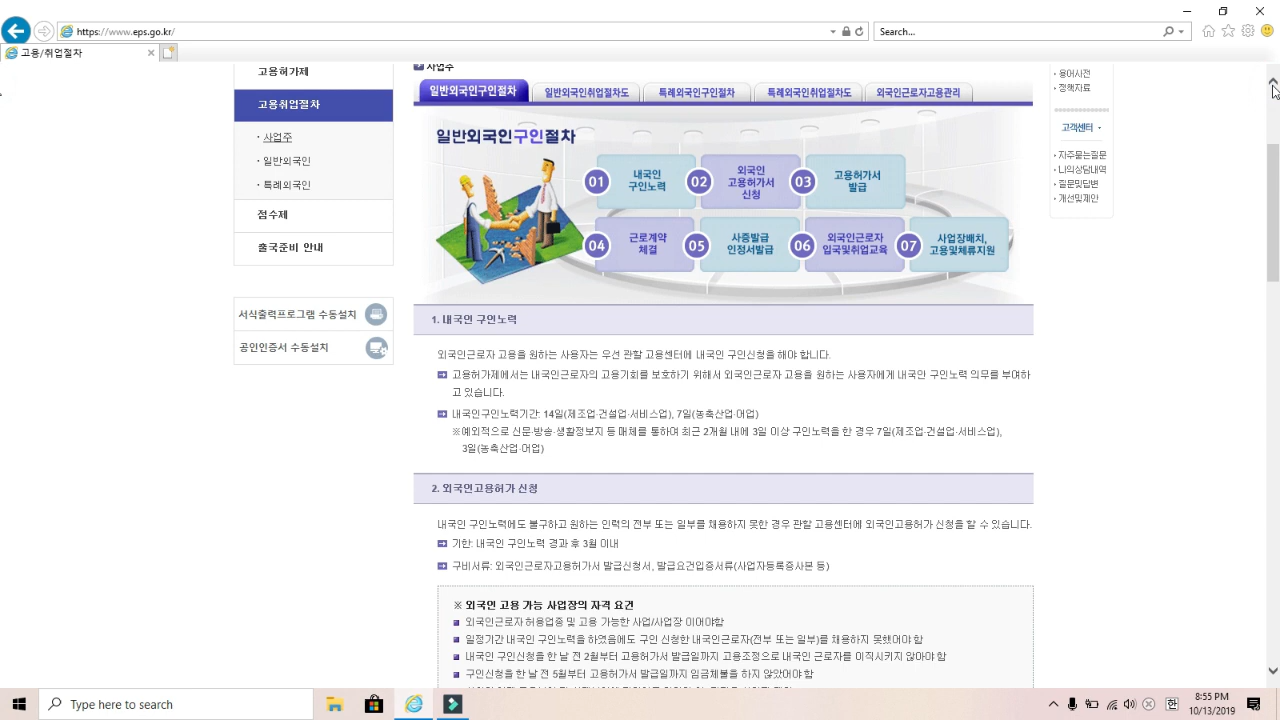 https://www.eps.go.kr/
Search...
고용/취업절차
고용허가제
고용취업절차
· 사업주
· 일반외국인
· 특례외국인
점수제
출국준비 안내
서식출력프로그램 수동설치
공인인증서 수동설치
사업주
일반외국인구인절차
일반외국인취업절차도
특례외국인구인절차
특례외국인취업절차도
외국인근로자고용관리
일반외국인구인절차
01 내국인 구인노력
02 외국인 고용허가서 신청
03 고용허가서 발급
04 근로계약 체결
05 사증발급 인정서발급
06 외국인근로자 입국및취업교육
07 사업장배치, 고용및체류지원
1. 내국인 구인노력
외국인근로자 고용을 원하는 사용자는 우선 관할 고용센터에 내국인 구인신청을 해야 합니다.
고용허가제에서는 내국인근로자의 고용기회를 보호하기 위해서 외국인근로자 고용을 원하는 사용자에게 내국인 구인노력 의무를 부여하
고 있습니다.
내국인구인노력기간: 14일(제조업·건설업·서비스업), 7일(농축산업·어업)
※예외적으로 신문·방송·생활정보지 등 매체를 통하여 최근 2개월 내에 3일 이상 구인노력을 한 경우 7일(제조업·건설업·서비스업),
3일(농축산업·어업)
2. 외국인고용허가 신청
내국인 구인노력에도 불구하고 원하는 인력의 전부 또는 일부를 채용하지 못한 경우 관할 고용센터에 외국인고용허가 신청을 할 수 있습니다.
기한: 내국인 구인노력 경과 후 3월 이내
구비서류: 외국인근로자고용허가서 발급신청서, 발급요건입증서류(사업자등록증사본 등)
※ 외국인 고용 가능 사업장의 자격 요건
외국인근로자 허용업종 및 고용 가능한 사업/사업장 이어야함
일정기간 내국인 구인노력을 하였음에도 구인 신청한 내국인근로자(전부 또는 일부)를 채용하지 못했어야 함
내국인 구인신청을 한 날 전 2월부터 고용허가서 발급일까지 고용조정으로 내국인 근로자를 이직시키지 않아야 함
구인신청을 한 날 전 5월부터 고용허가서 발급일까지 임금체불을 하지 않았어야 함
용어사전
정책자료
고객센터
자주묻는질문
나의상담내역
질문및답변
개선및제안
Type here to search
한
8:55 PM
10/13/2019